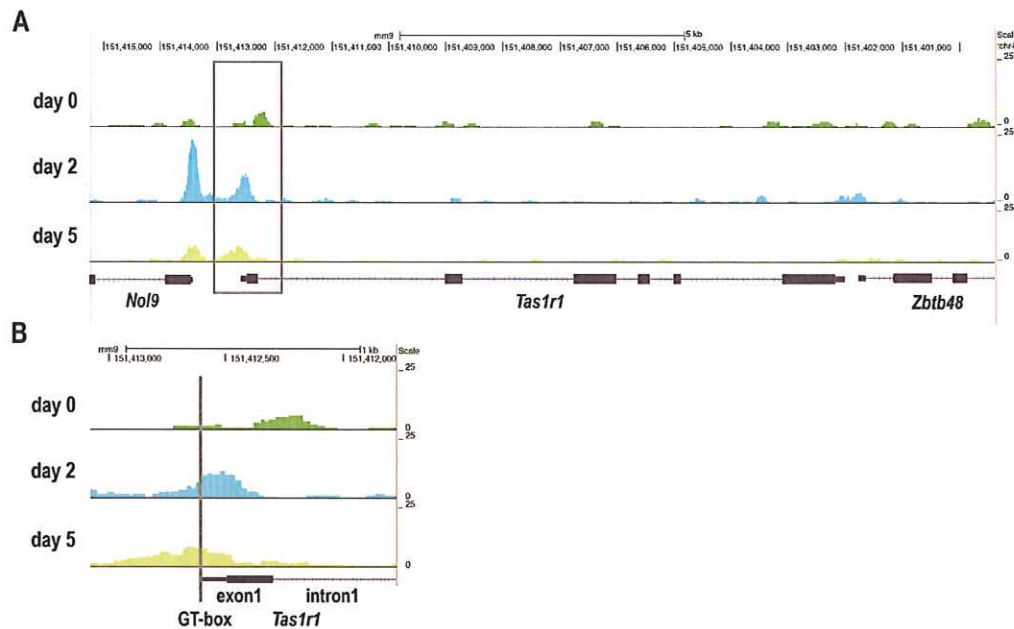 A
mm9 5 kb
151,415,000 151,414,000 151,413,000 151,412,000 151,411,000 151,410,000 151,409,000 151,408,000 151,407,000 151,406,000 151,405,000 151,404,000 151,403,000 151,402,000 151,401,000
Scal
chr4
25
day 0
0
25
day 2
0
25
day 5
0
Nol9 Tas1r1 Zbtb48
B
mm9 1 kb Scale
151,413,000 151,412,500 151,412,000
25
day 0
0
25
day 2
0
25
day 5
0
exon1 intron1
GT-box Tas1r1